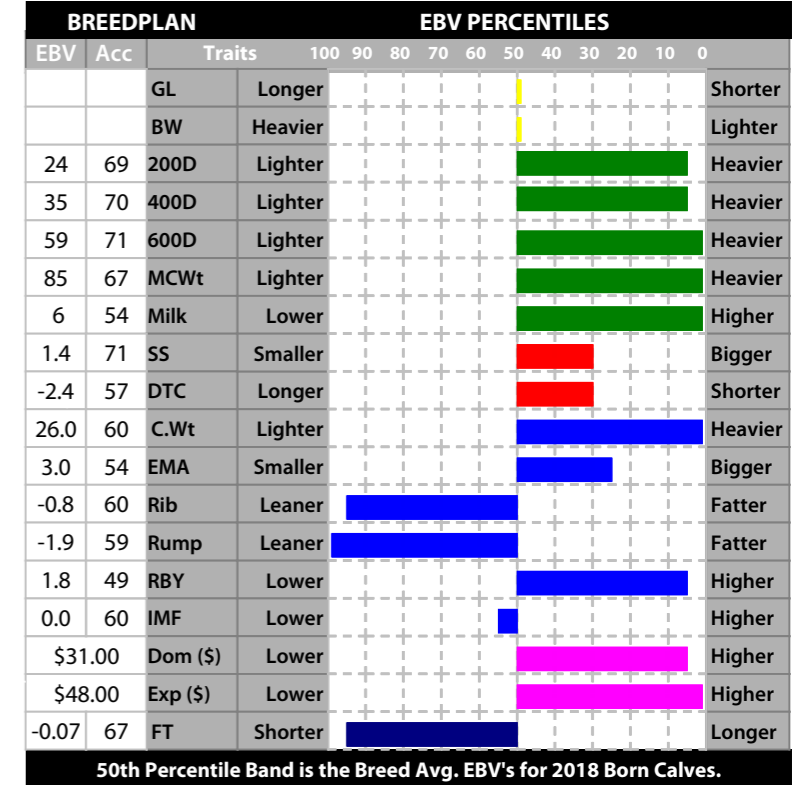 BREEDPLAN EBV PERCENTILES
EBV Acc Traits 100 90 80 70 60 50 40 30 20 10 0
GL Longer Shorter
BW Heavier Lighter
24 69 200D Lighter Heavier
35 70 400D Lighter Heavier
59 71 600D Lighter Heavier
85 67 MCWt Lighter Heavier
6 54 Milk Lower Higher
1.4 71 SS Smaller Bigger
-2.4 57 DTC Longer Shorter
26.0 60 C.Wt Lighter Heavier
3.0 54 EMA Smaller Bigger
-0.8 60 Rib Leaner Fatter
-1.9 59 Rump Leaner Fatter
1.8 49 RBY Lower Higher
0.0 60 IMF Lower Higher
$31.00 Dom ($) Lower Higher
$48.00 Exp ($) Lower Higher
-0.07 67 FT Shorter Longer
50th Percentile Band is the Breed Avg. EBV's for 2018 Born Calves.